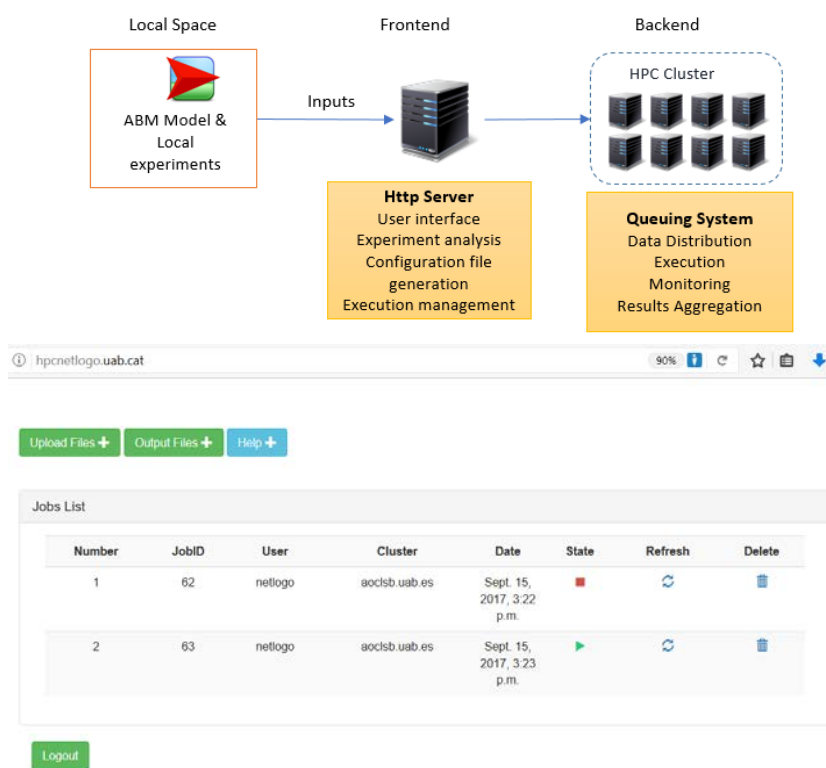 Local Space
Frontend
Backend
ABM Model &
Local
experiments
Inputs
HPC Cluster
Http Server
User interface
Experiment analysis
Configuration file
generation
Execution management
Queuing System
Data Distribution
Execution
Monitoring
Results Aggregation
hpcnetlogo.uab.cat
90%
Upload Files
Output Files
Help
Jobs List
Number JobID User Cluster Date State Refresh Delete
1 62 netlogo aoclsb.uab.es Sept. 15,
2017, 3:22
p.m.
2 63 netlogo aoclsb.uab.es Sept. 15,
2017, 3:23
p.m.
Logout